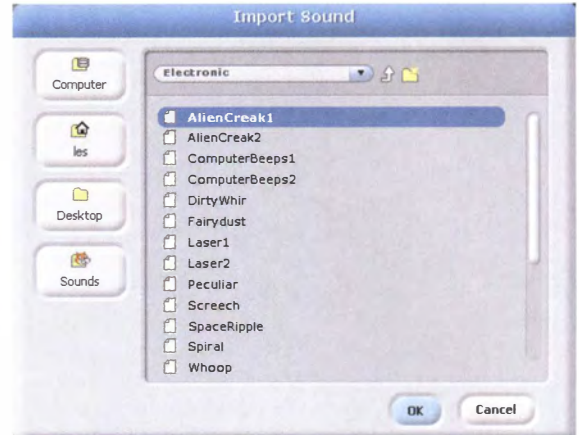 Import Sound
Computer
les
Desktop
Sounds
Electronic
AlienCreak1
AlienCreak2
ComputerBeeps1
ComputerBeeps2
DirtyWhir
Fairydust
Laser1
Laser2
Peculiar
Screech
SpaceRipple
Spiral
Whoop
OK
Cancel